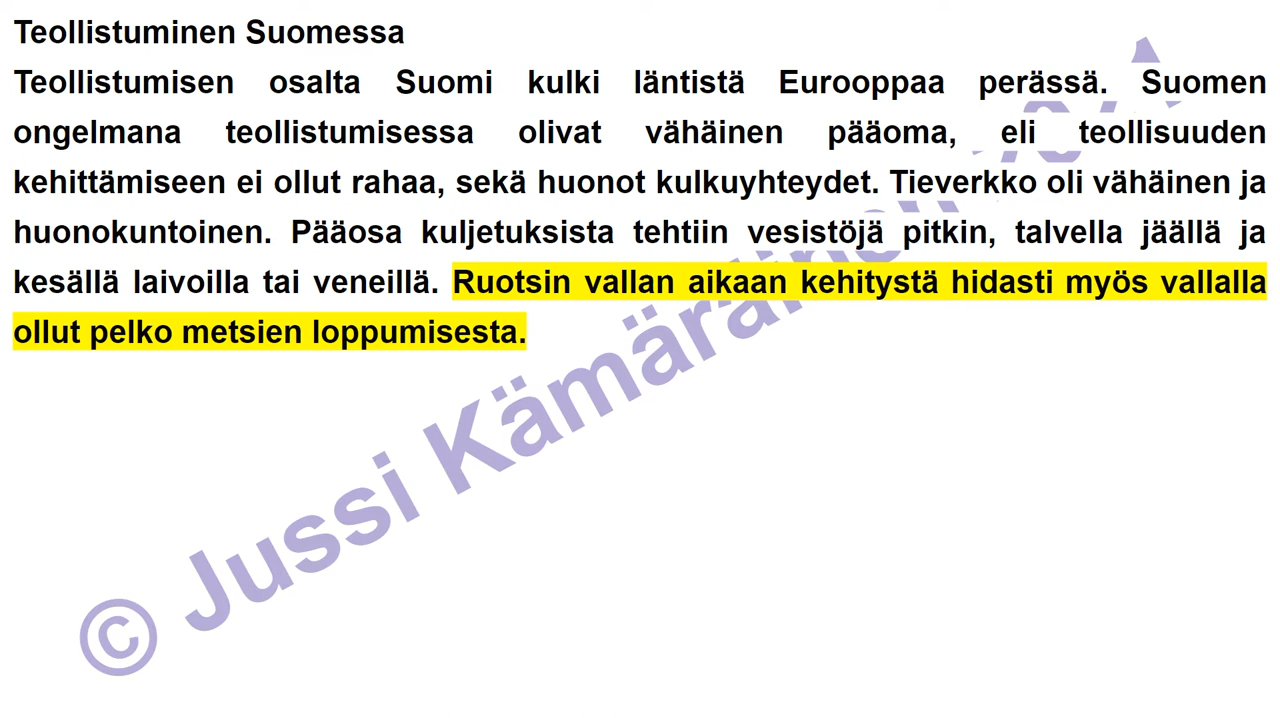 Teollistuminen Suomessa
Teollistumisen osalta Suomi kulki läntistä Eurooppaa perässä. Suomen
ongelmana teollistumisessa olivat vähäinen pääoma, eli teollisuuden
kehittämiseen ei ollut rahaa, sekä huonot kulkuyhteydet. Tieverkko oli vähäinen ja
huonokuntoinen. Pääosa kuljetuksista tehtiin vesistöjä pitkin, talvella jäällä ja
kesällä laivoilla tai veneillä. Ruotsin vallan aikaan kehitystä hidasti myös vallalla
ollut pelko metsien loppumisesta.
© Jussi Kämäräinen